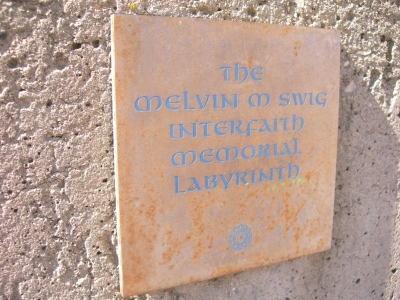 THE
MELVIN M SWIG
INTERFAITH
MEMORIAL
LABYRINTH